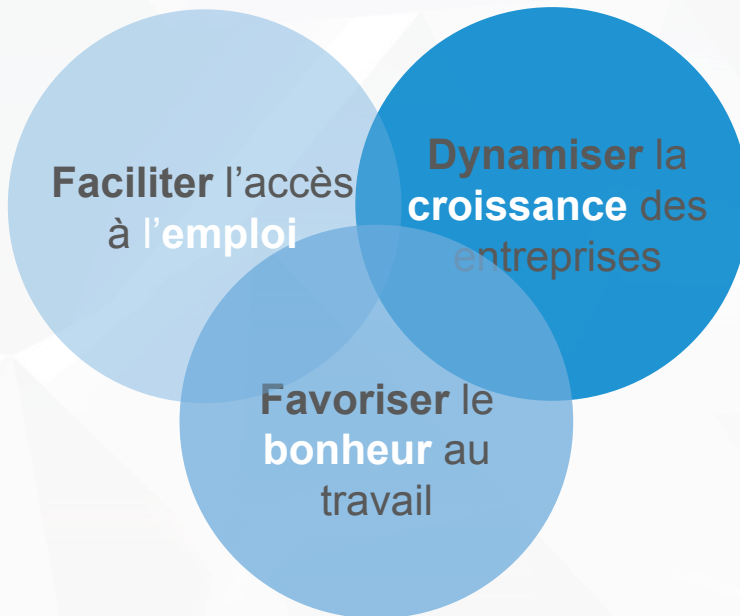 Faciliter l’accès
à l’emploi
Dynamiser la
croissance des
entreprises
Favoriser le
bonheur au
travail